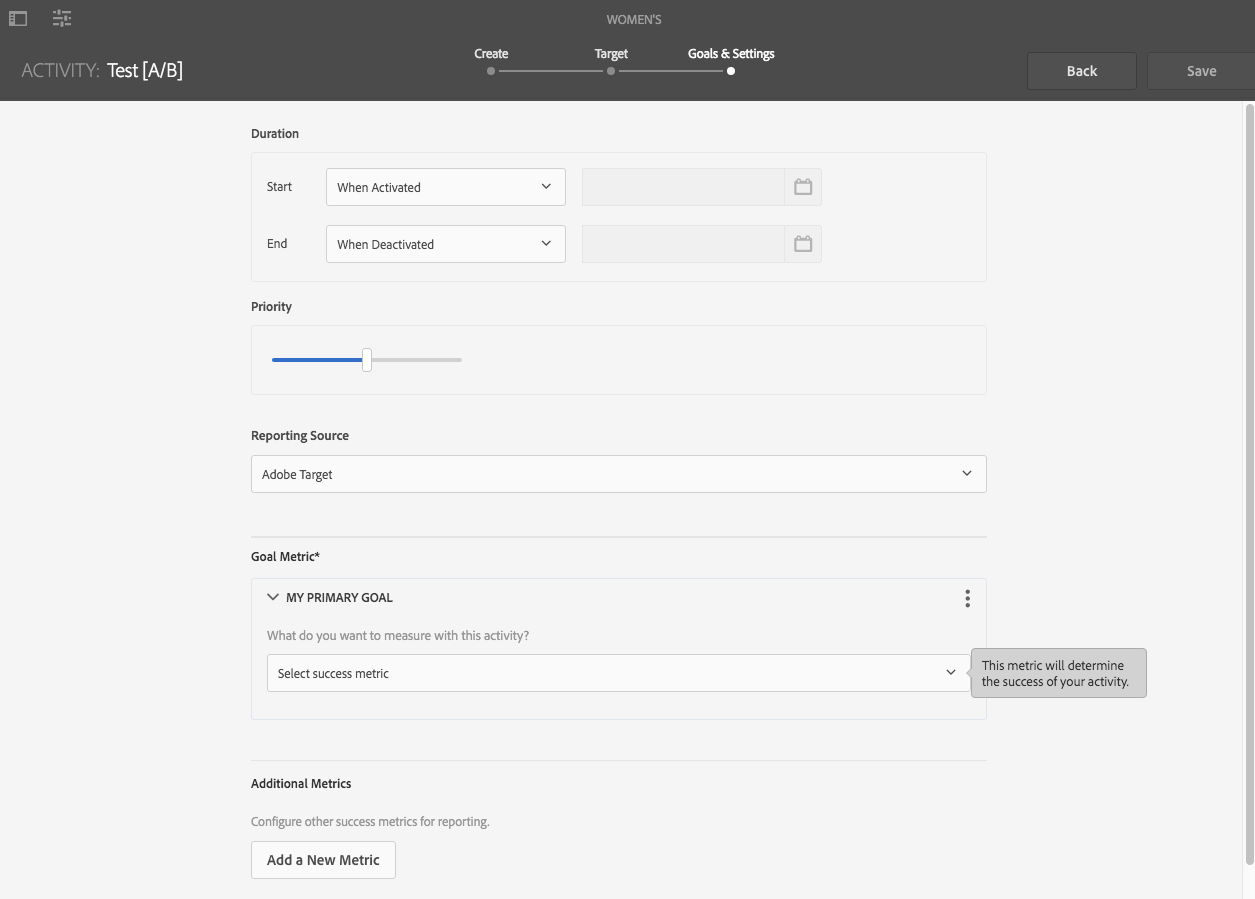 WOMEN'S
ACTIVITY: Test [A/B]
Create
Target
Goals & Settings
Back
Save
Duration
Start
When Activated
End
When Deactivated
Priority
Reporting Source
Adobe Target
Goal Metric*
MY PRIMARY GOAL
What do you want to measure with this activity?
Select success metric
This metric will determine
the success of your activity.
Additional Metrics
Configure other success metrics for reporting.
Add a New Metric